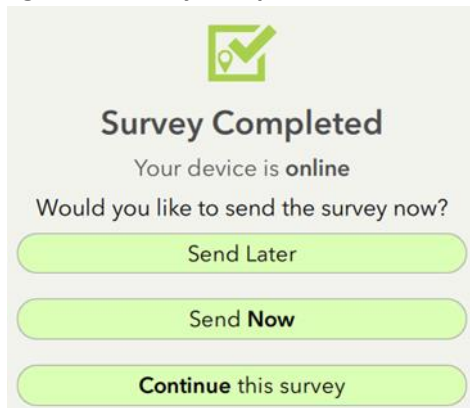 Survey Completed
Your device is online
Would you like to send the survey now?
Send Later
Send Now
Continue this survey